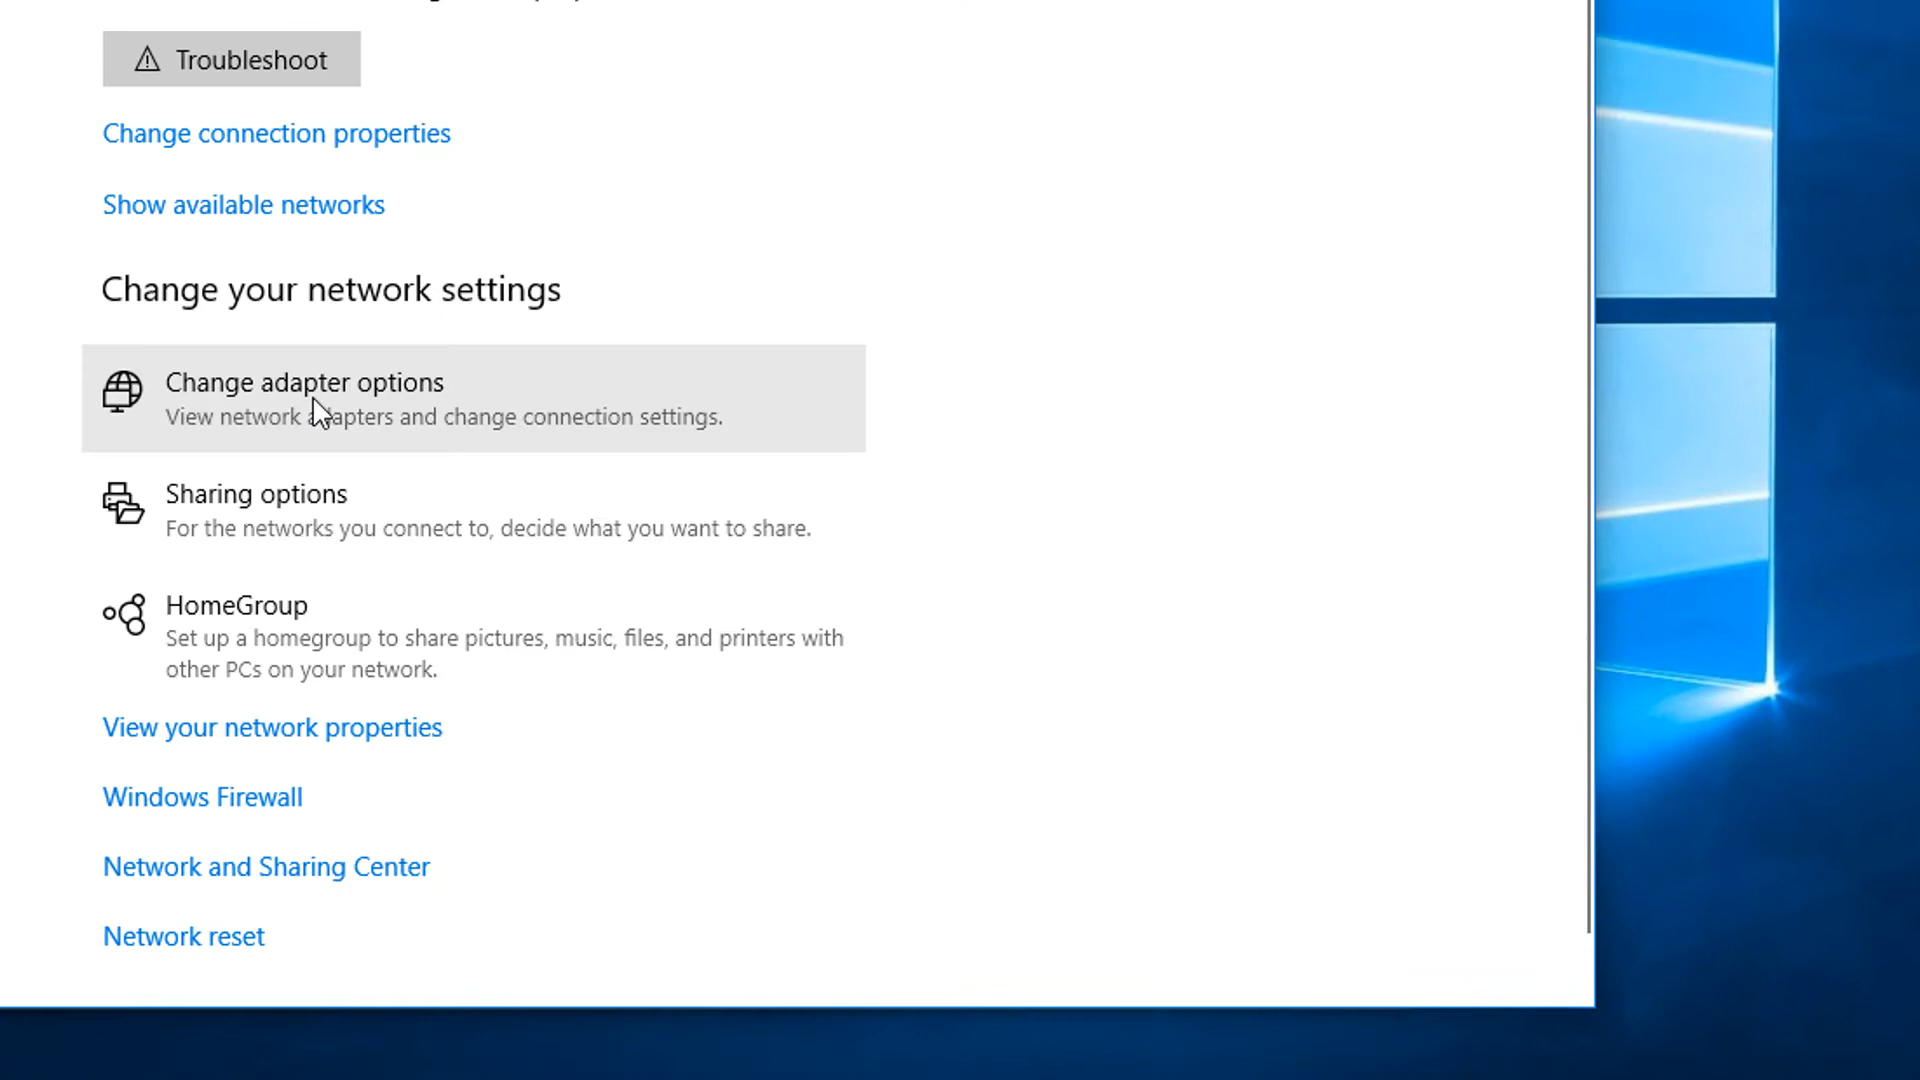 Troubleshoot
Change connection properties
Show available networks
Change your network settings
Change adapter options
View network adapters and change connection settings.
Sharing options
For the networks you connect to, decide what you want to share.
HomeGroup
Set up a homegroup to share pictures, music, files, and printers with
other PCs on your network.
View your network properties
Windows Firewall
Network and Sharing Center
Network reset